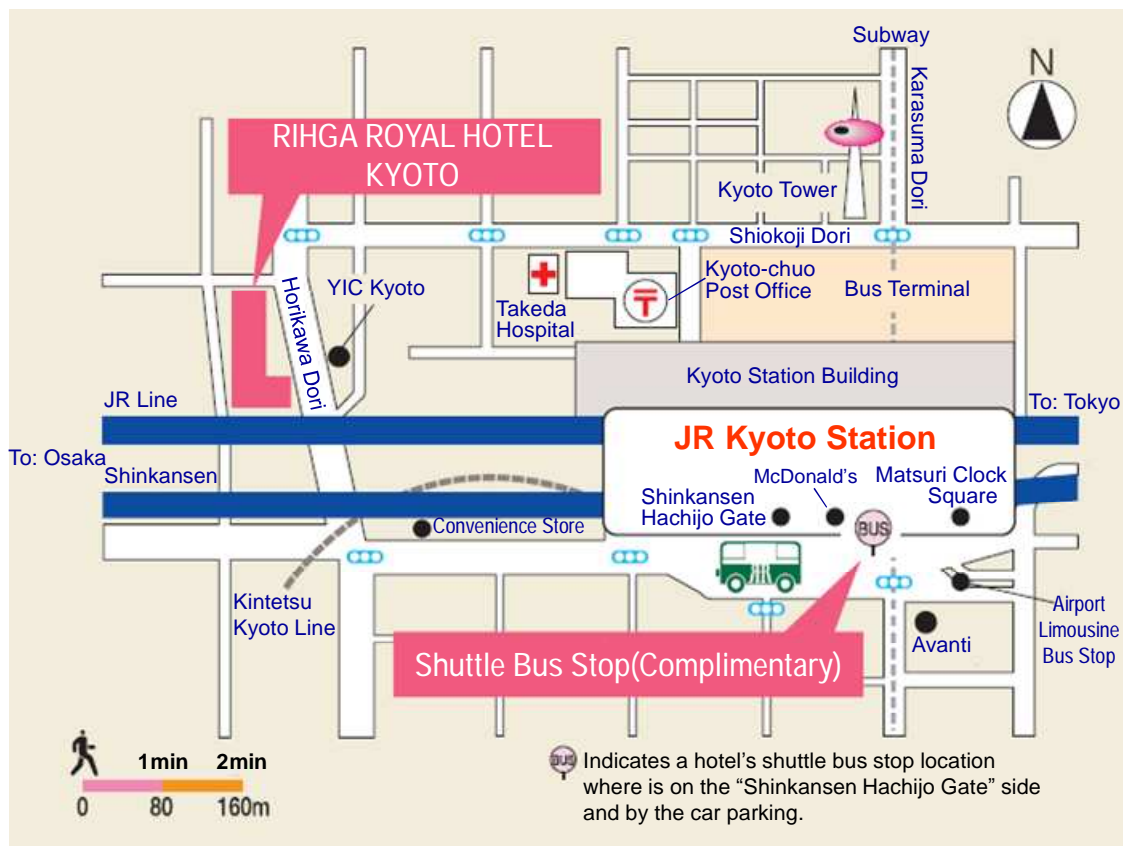 Subway
N
Karasuma Dori
RIHGA ROYAL HOTEL
KYOTO
Kyoto Tower
Shiokoji Dori
Horikawa Dori
YIC Kyoto
Takeda
Hospital
〒
Kyoto-chuo
Post Office
Bus Terminal
Kyoto Station Building
JR Line
To: Tokyo
JR Kyoto Station
To: Osaka
Shinkansen
McDonald's
Matsuri Clock
Square
Shinkansen
Hachijo Gate
BUS
Convenience Store
Kintetsu
Kyoto Line
Airport
Limousine
Bus Stop
Avanti
Shuttle Bus Stop(Complimentary)
1min 2min
0 80 160m
BUS Indicates a hotel's shuttle bus stop location
where is on the “Shinkansen Hachijo Gate” side
and by the car parking.